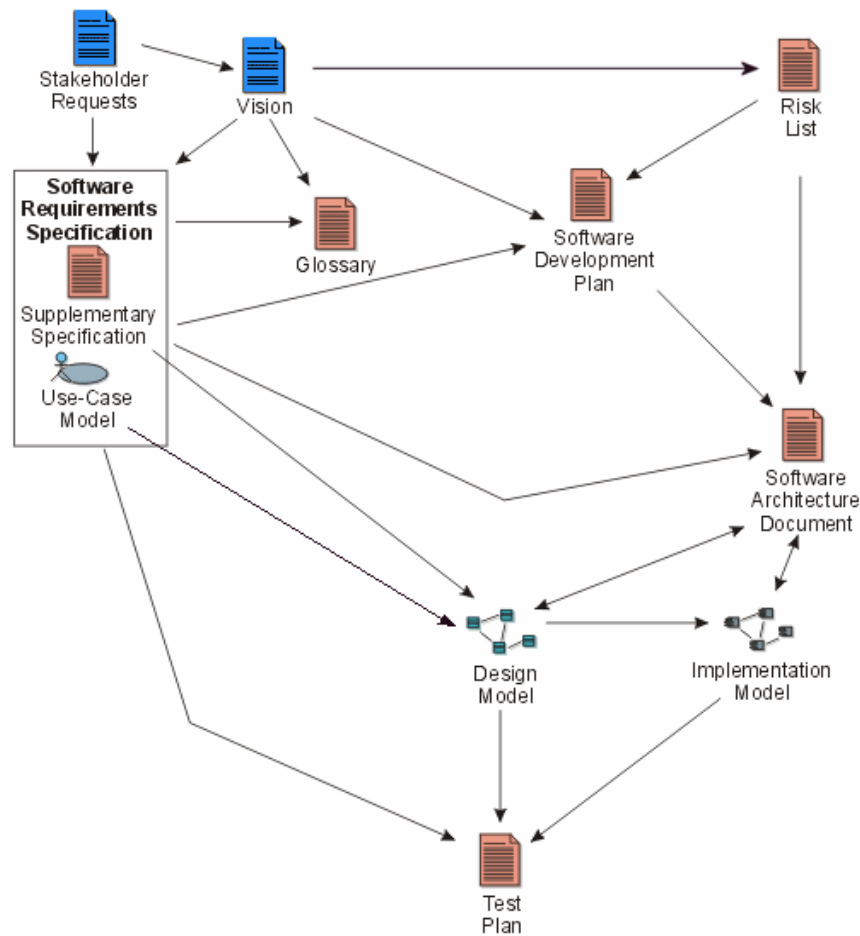 Stakeholder
Requests
Vision
Risk
List
Software
Requirements
Specification
Glossary
Software
Development
Plan
Supplementary
Specification
Use-Case
Model
Software
Architecture
Document
Design
Model
Implementation
Model
Test
Plan